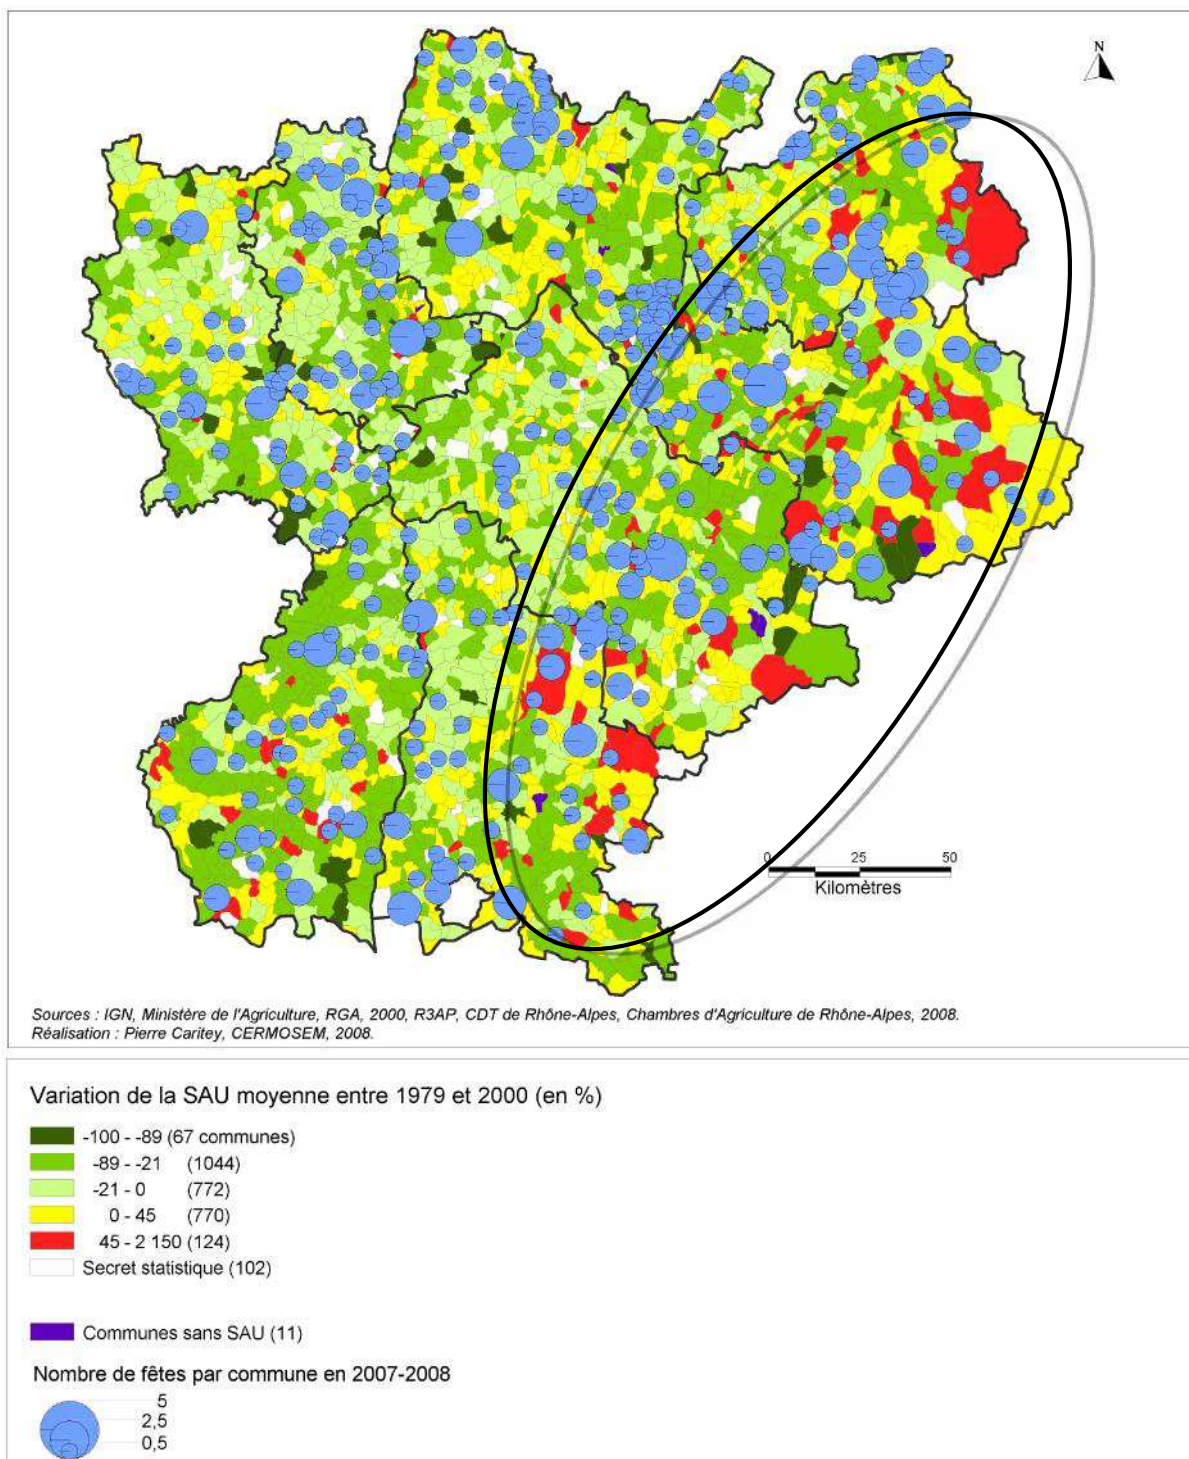 N
0 25 50
Kilomètres
Sources : IGN, Ministère de l'Agriculture, RGA, 2000, R3AP, CDT de Rhône-Alpes, Chambres d'Agriculture de Rhône-Alpes, 2008.
Réalisation : Pierre Caritey, CERMOSEM, 2008.
Variation de la SAU moyenne entre 1979 et 2000 (en %)
-100 - -89 (67 communes)
-89 - -21 (1044)
-21 - 0 (772)
0 - 45 (770)
45 - 2 150 (124)
Secret statistique (102)
Communes sans SAU (11)
Nombre de fêtes par commune en 2007-2008
5
2,5
0,5